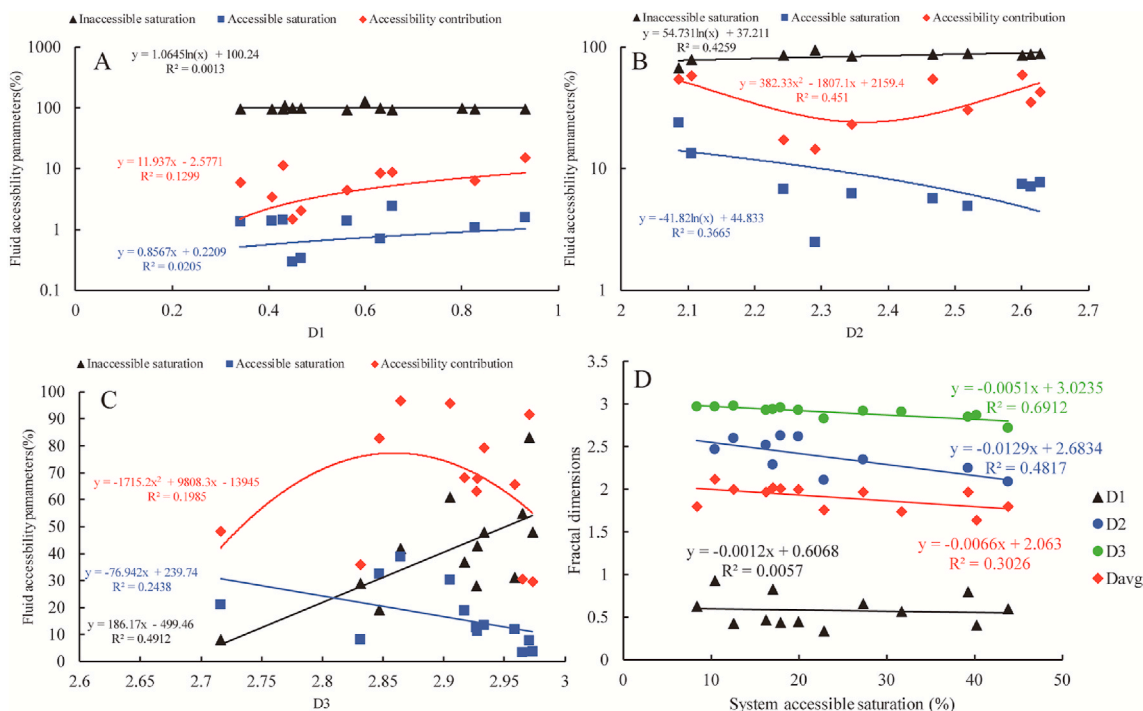 Inaccessible saturation Accessible saturation Accessibility contribution
A
y = 1.0645ln(x) + 100.24
R² = 0.0013
y = 11.937x - 2.5771
R² = 0.1299
y = 0.8567x + 0.2209
R² = 0.0205
Fluid accessibility pamameters(%)
1000
100
10
1
0.1
0 0.2 0.4 0.6 0.8 1
D1
Inaccessible saturation Accessible saturation Accessibility contribution
y = 54.731ln(x) + 37.211
R² = 0.4259
B
y = 382.33x² - 1807.1x + 2159.4
R² = 0.451
y = -41.82ln(x) + 44.833
R² = 0.3665
Fluid accessibility pamameters(%)
100
10
1
2 2.1 2.2 2.3 2.4 2.5 2.6 2.7
D2
Inaccessible saturation Accessible saturation Accessibility contribution
C
y = -1715.2x² + 9808.3x - 13945
R² = 0.1985
y = -76.942x + 239.74
R² = 0.2438
y = 186.17x - 499.46
R² = 0.4912
Fluid accessbility pamameters(%)
100
90
80
70
60
50
40
30
20
10
0
2.6 2.65 2.7 2.75 2.8 2.85 2.9 2.95 3
D3
D
y = -0.0051x + 3.0235
R² = 0.6912
y = -0.0129x + 2.6834
R² = 0.4817
y = -0.0012x + 0.6068
R² = 0.0057
y = -0.0066x + 2.063
R² = 0.3026
D1
D2
D3
Davg
Fractal dimensions
3.5
3
2.5
2
1.5
1
0.5
0
0 10 20 30 40 50
System accessible saturation (%)